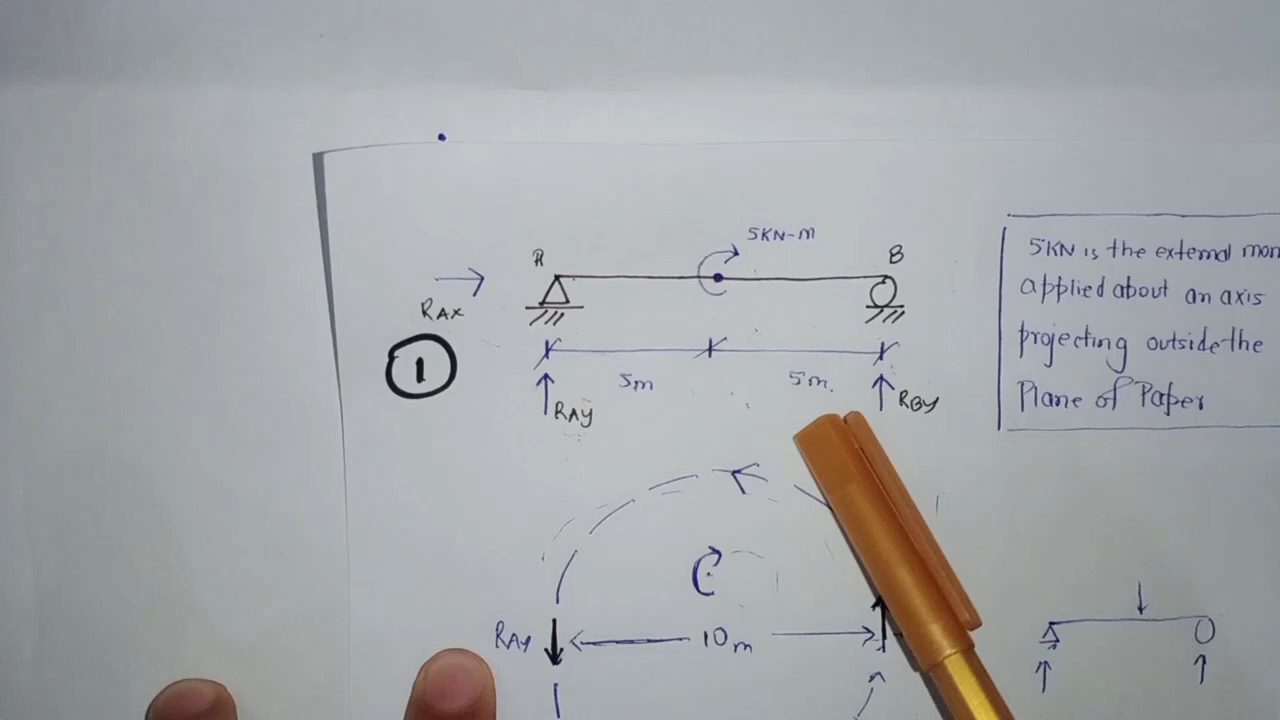 5KN-m
A
B
RAX
1
5m
5m.
RAY
RBY
5KN is the external mom
applied about an axis
projecting outside the
Plane of Paper
RAY
10m